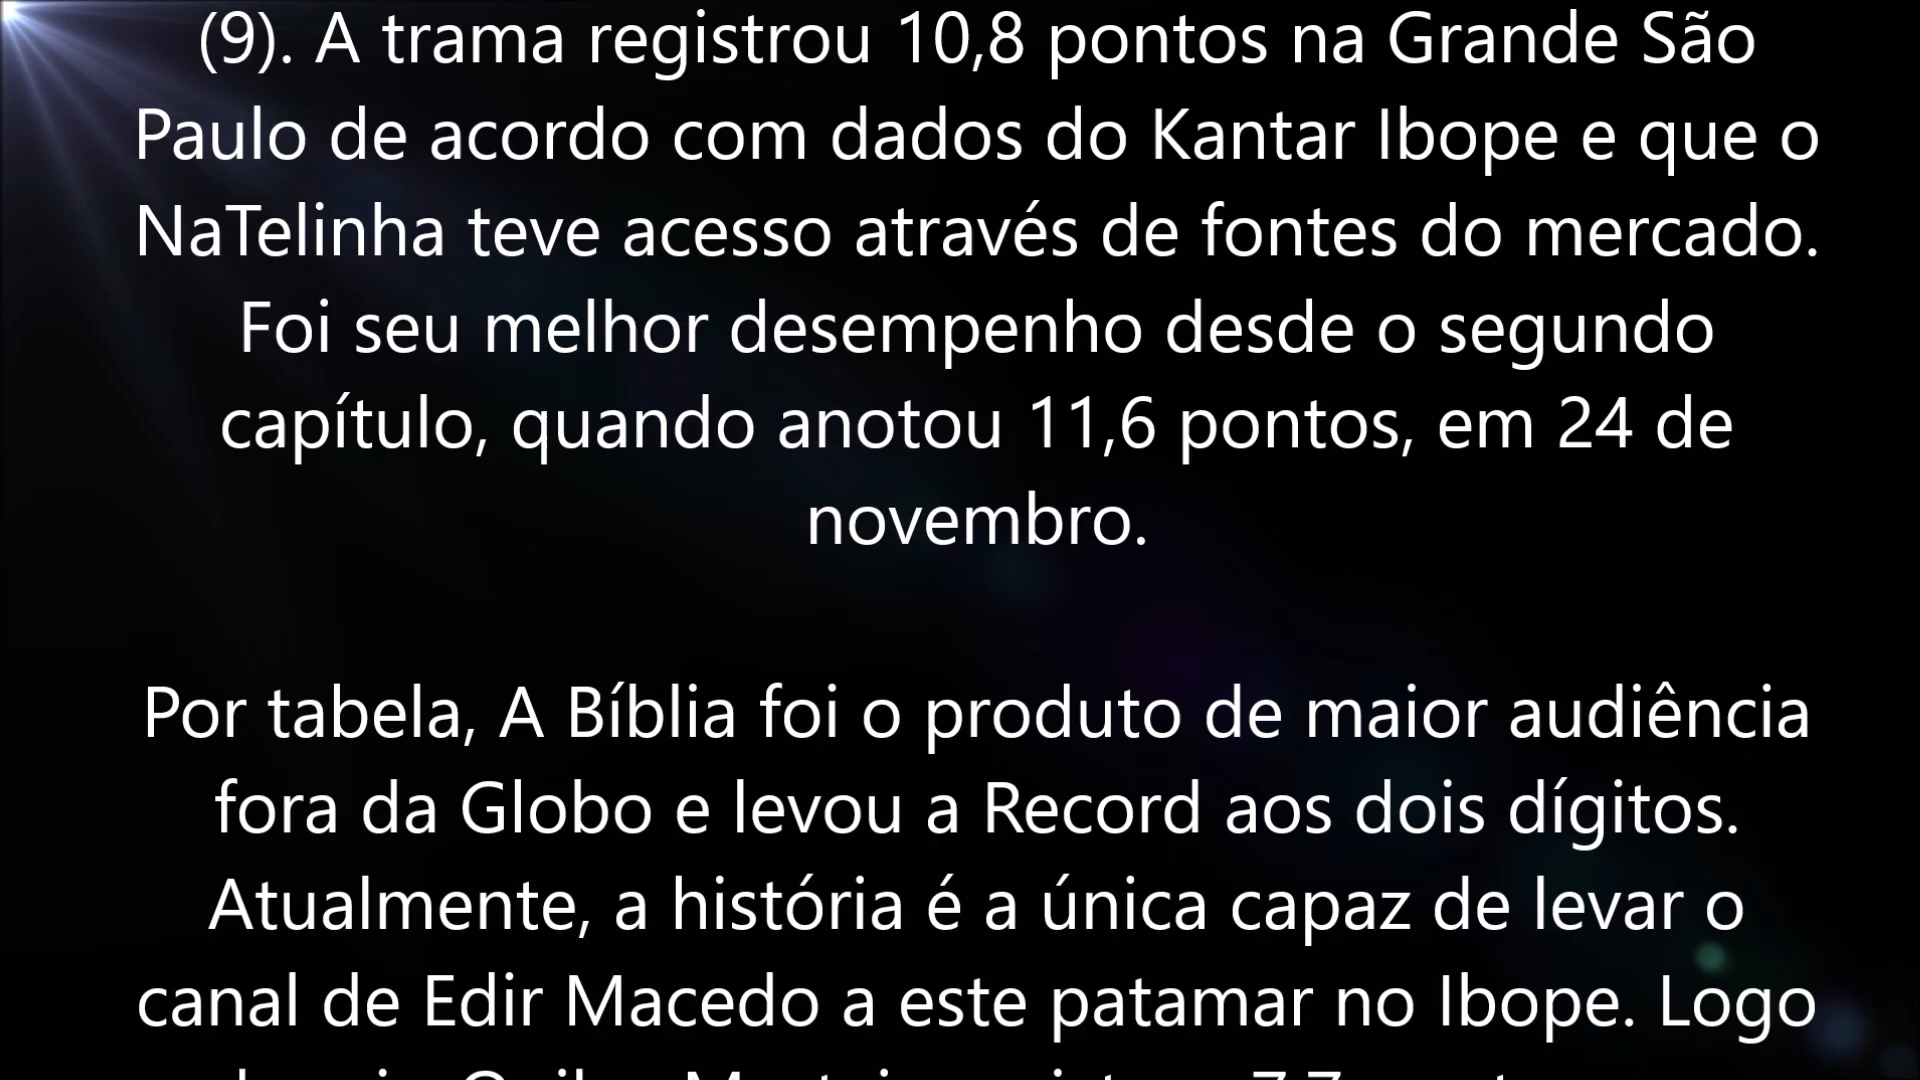 (9). A trama registrou 10,8 pontos na Grande São
Paulo de acordo com dados do Kantar Ibope e que o
NaTelinha teve acesso através de fontes do mercado.
Foi seu melhor desempenho desde o segundo
capítulo, quando anotou 11,6 pontos, em 24 de
novembro.
Por tabela, A Bíblia foi o produto de maior audiência
fora da Globo e levou a Record aos dois dígitos.
Atualmente, a história é a única capaz de levar o
canal de Edir Macedo a este patamar no Ibope. Logo